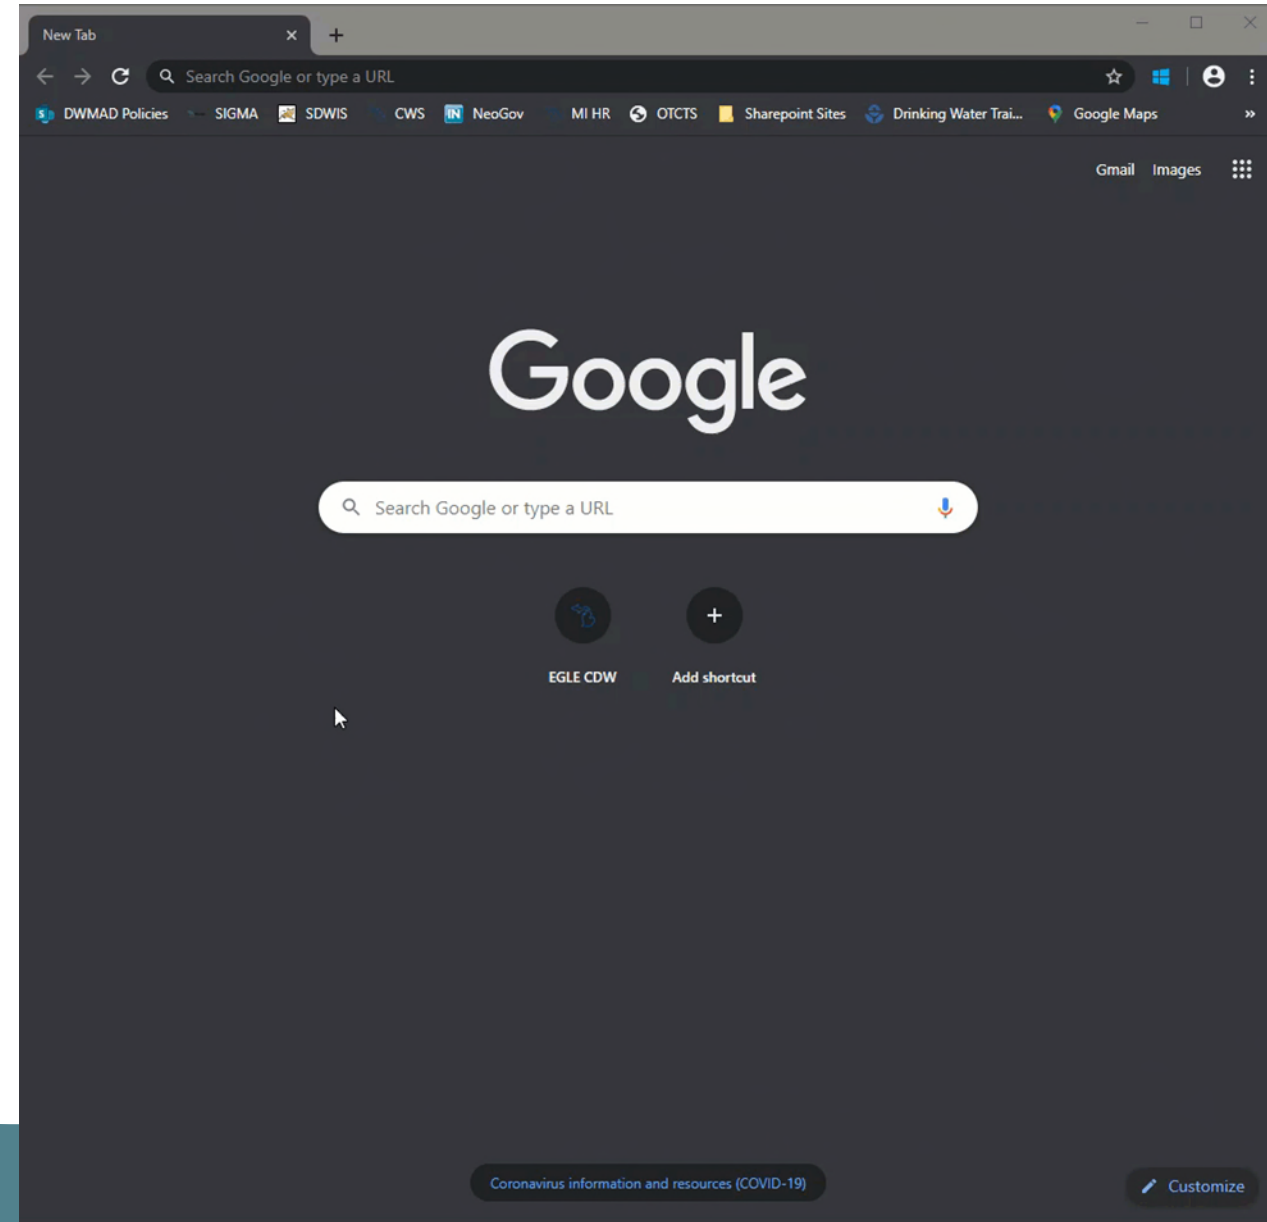 New Tab
Search Google or type a URL
DWMAD Policies SIGMA SDWIS CWS IN NeoGov MI HR OTCTS Sharepoint Sites Drinking Water Trai... Google Maps »
Gmail Images
Google
Search Google or type a URL
EGLE CDW Add shortcut
Coronavirus information and resources (COVID-19)
Customize